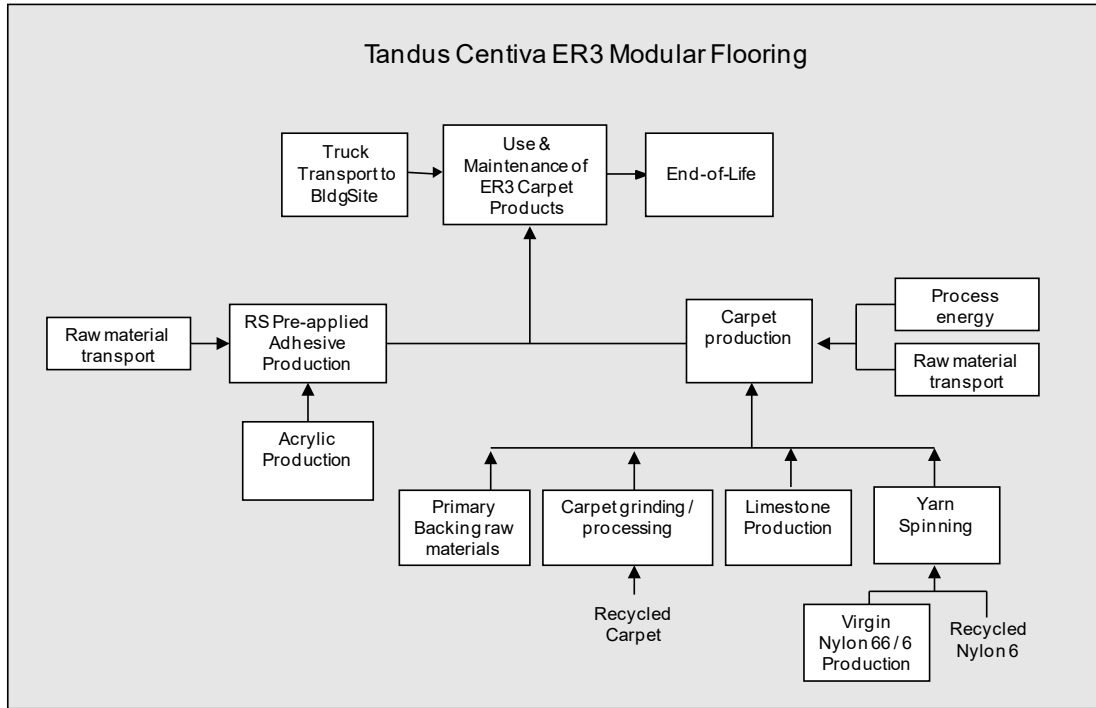 Tandus Centiva ER3 Modular Flooring
Truck
Transport to
BldgSite
Use &
Maintenance of
ER3 Carpet
Products
End-of-Life
Raw material
transport
RS Pre-applied
Adhesive
Production
Carpet
production
Process
energy
Raw material
transport
Acrylic
Production
Primary
Backing raw
materials
Carpet grinding /
processing
Limestone
Production
Yarn
Spinning
Recycled
Carpet
Virgin
Nylon 66 / 6
Production
Recycled
Nylon 6